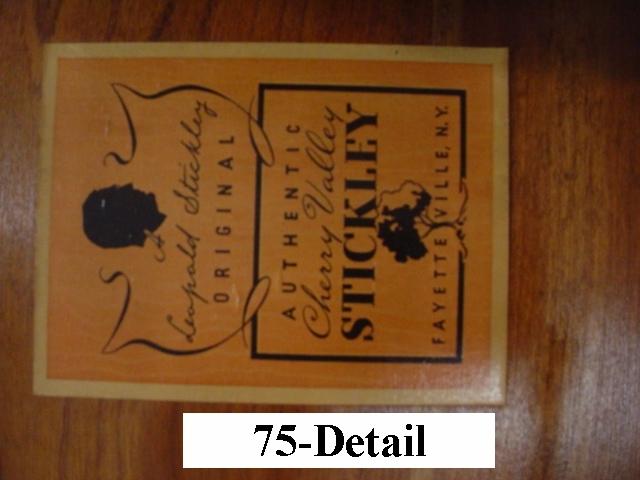 A
Leopold Stickley
ORIGINAL
AUTHENTIC
Cherry Valley
STICKLEY
FAYETTEVILLE, N.Y.
75-Detail